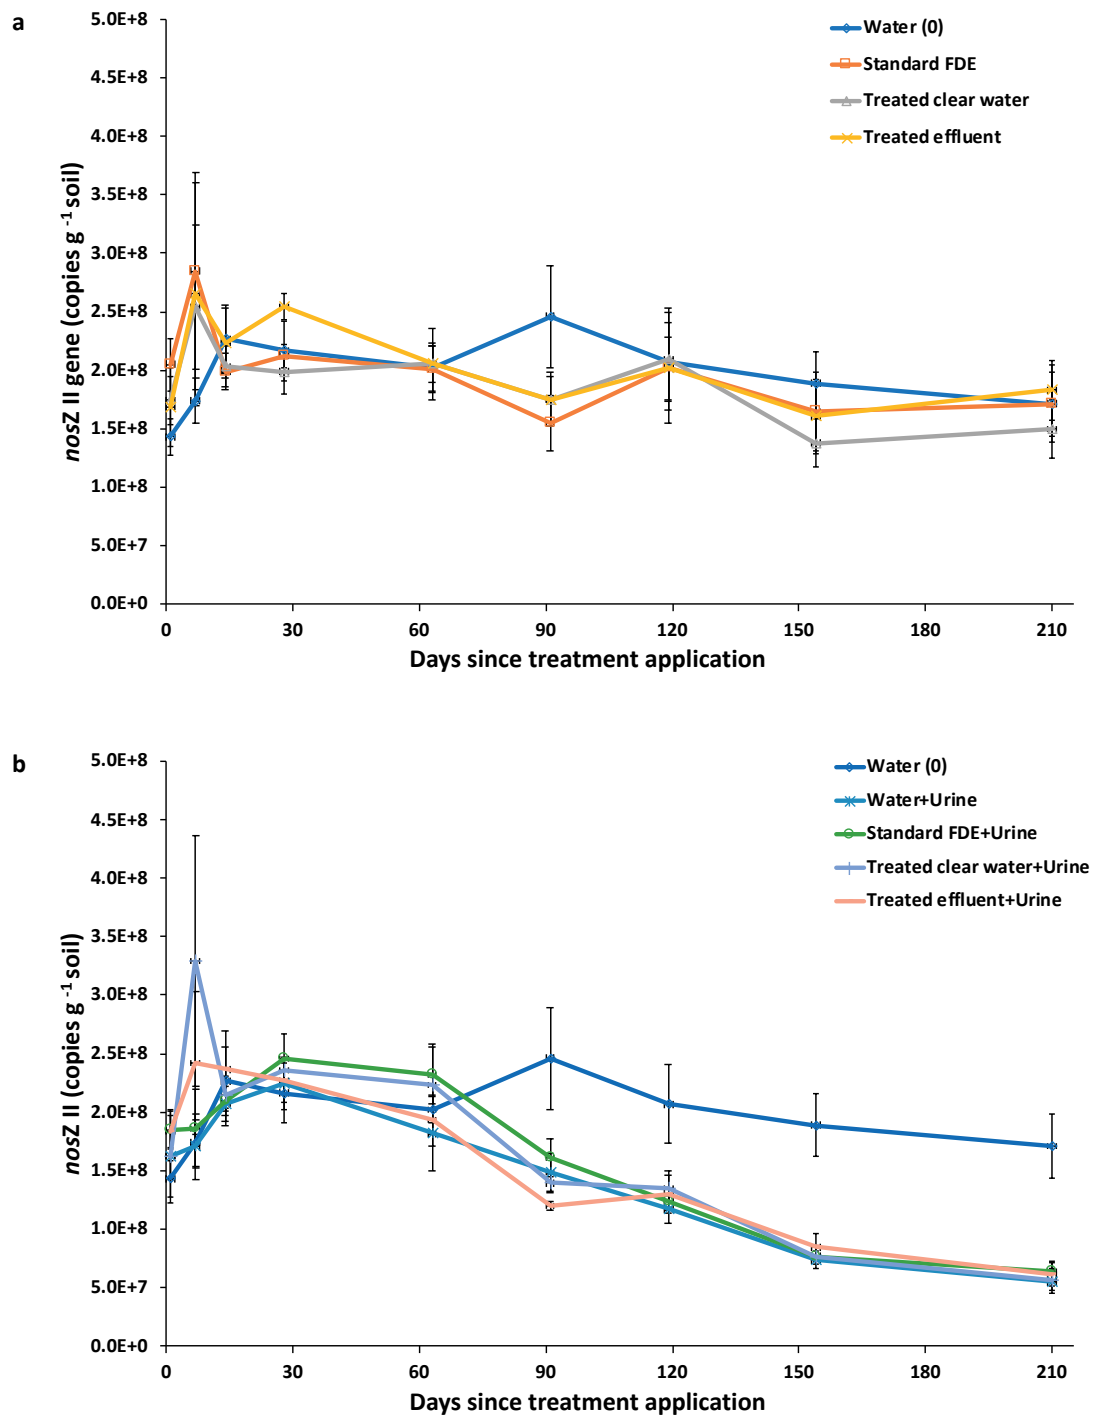 a
5.0E+8
4.5E+8
4.0E+8
3.5E+8
3.0E+8
2.5E+8
2.0E+8
1.5E+8
1.0E+8
5.0E+7
0.0E+0
nosZ II gene (copies g⁻¹ soil)
Water (0)
Standard FDE
Treated clear water
Treated effluent
0 30 60 90 120 150 180 210
Days since treatment application
b
5.0E+8
4.5E+8
4.0E+8
3.5E+8
3.0E+8
2.5E+8
2.0E+8
1.5E+8
1.0E+8
5.0E+7
0.0E+0
nosZ II (copies g⁻¹ soil)
Water (0)
Water+Urine
Standard FDE+Urine
Treated clear water+Urine
Treated effluent+Urine
0 30 60 90 120 150 180 210
Days since treatment application